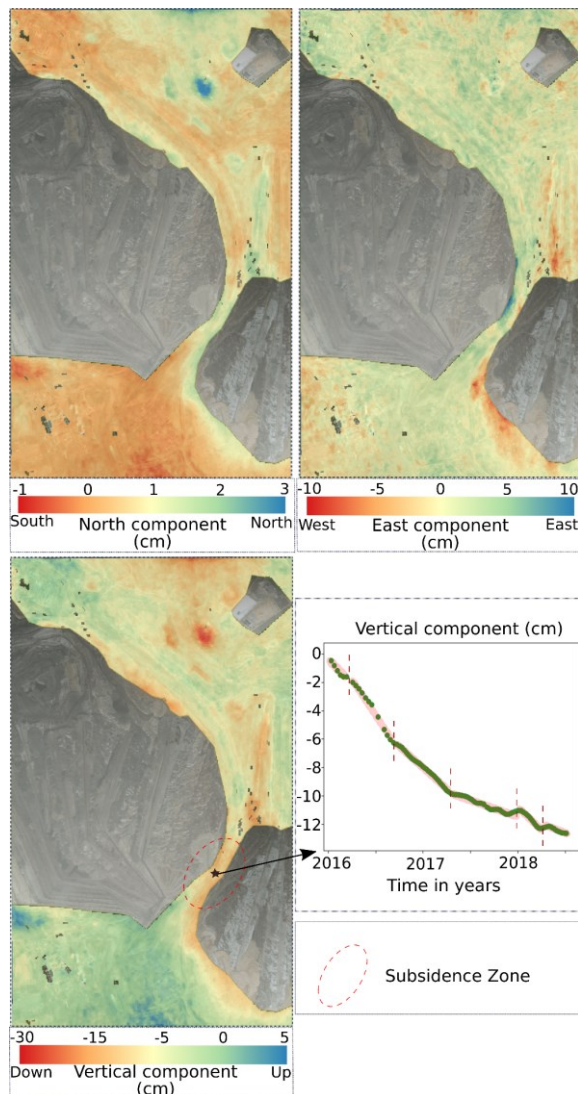 -1 0 1 2 3
South North component North
(cm)
-10 -5 0 5 10
West East component East
(cm)
Vertical component (cm)
0
-2
-4
-6
-8
-10
-12
2016 2017 2018
Time in years
Subsidence Zone
-30 -15 -5 0 5
Down Vertical component Up
(cm)